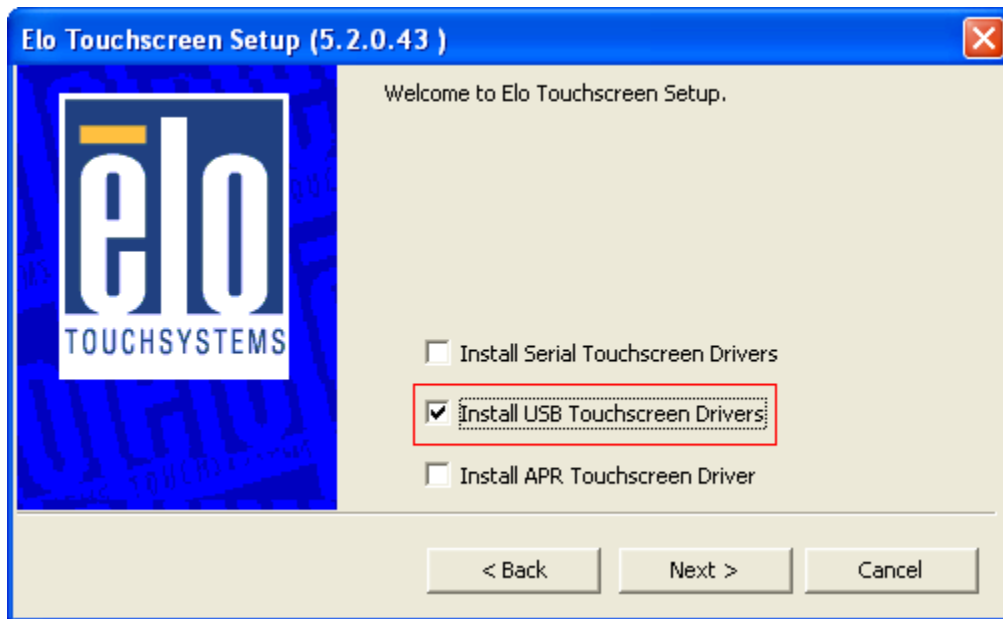 Elo Touchscreen Setup (5.2.0.43 )
Welcome to Elo Touchscreen Setup.
ēlo
TOUCHSYSTEMS
Install Serial Touchscreen Drivers
Install USB Touchscreen Drivers
Install APR Touchscreen Driver
< Back
Next >
Cancel